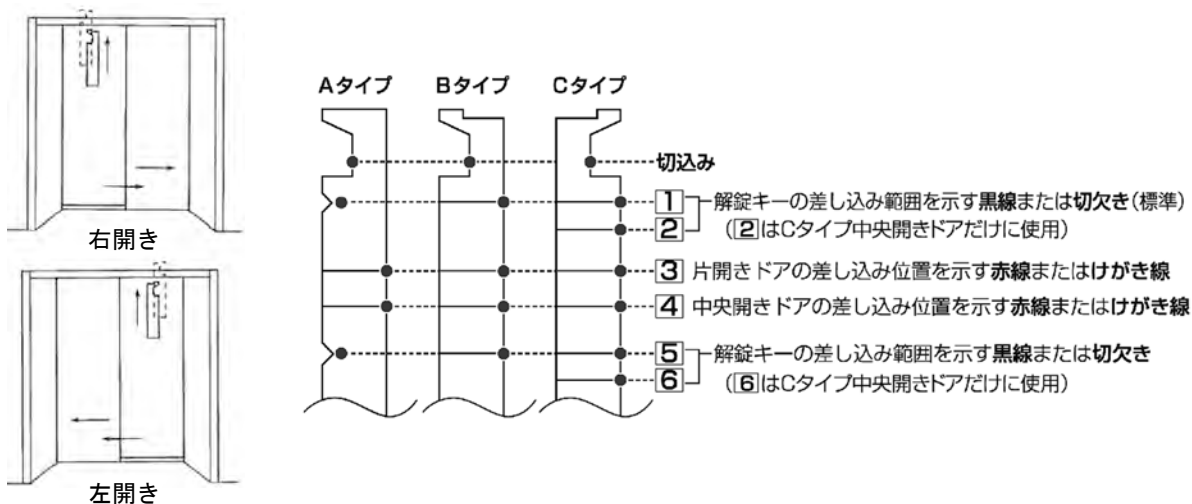 右開き
左開き
Aタイプ Bタイプ Cタイプ
切込み
1 解錠キーの差し込み範囲を示す黒線または切欠き(標準)
2 (2はCタイプ中央開きドアだけに使用)
3 片開きドアの差し込み位置を示す赤線またはけがき線
4 中央開きドアの差し込み位置を示す赤線またはけがき線
5 解錠キーの差し込み範囲を示す黒線または切欠き
6 (6はCタイプ中央開きドアだけに使用)